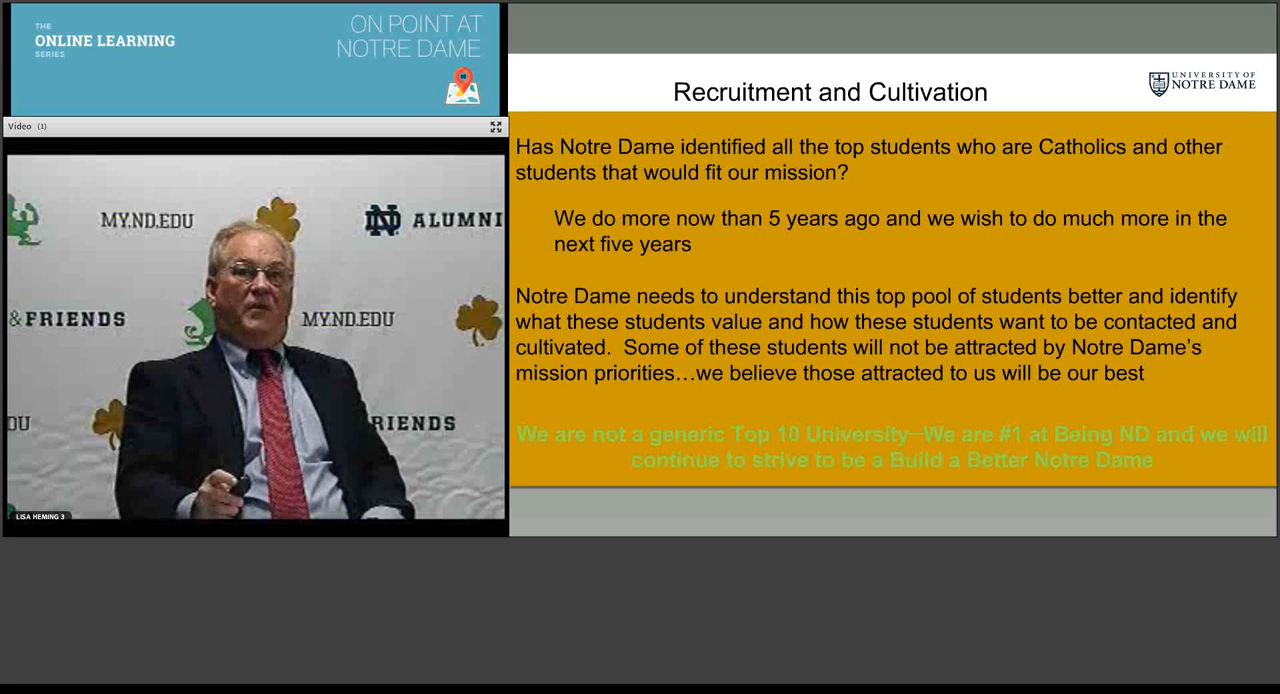 THE
ONLINE LEARNING
SERIES
ON POINT AT
NOTRE DAME
Video (1)
MY.ND.EDU
ND ALUMNI
& FRIENDS
MY.ND.EDU
DU
RIENDS
LISA HEMING 3
Recruitment and Cultivation
UNIVERSITY OF
NOTRE DAME
Has Notre Dame identified all the top students who are Catholics and other
students that would fit our mission?
We do more now than 5 years ago and we wish to do much more in the
next five years
Notre Dame needs to understand this top pool of students better and identify
what these students value and how these students want to be contacted and
cultivated.  Some of these students will not be attracted by Notre Dame’s
mission priorities…we believe those attracted to us will be our best
We are not a generic Top 10 University–We are #1 at Being ND and we will
continue to strive to be a Build a Better Notre Dame